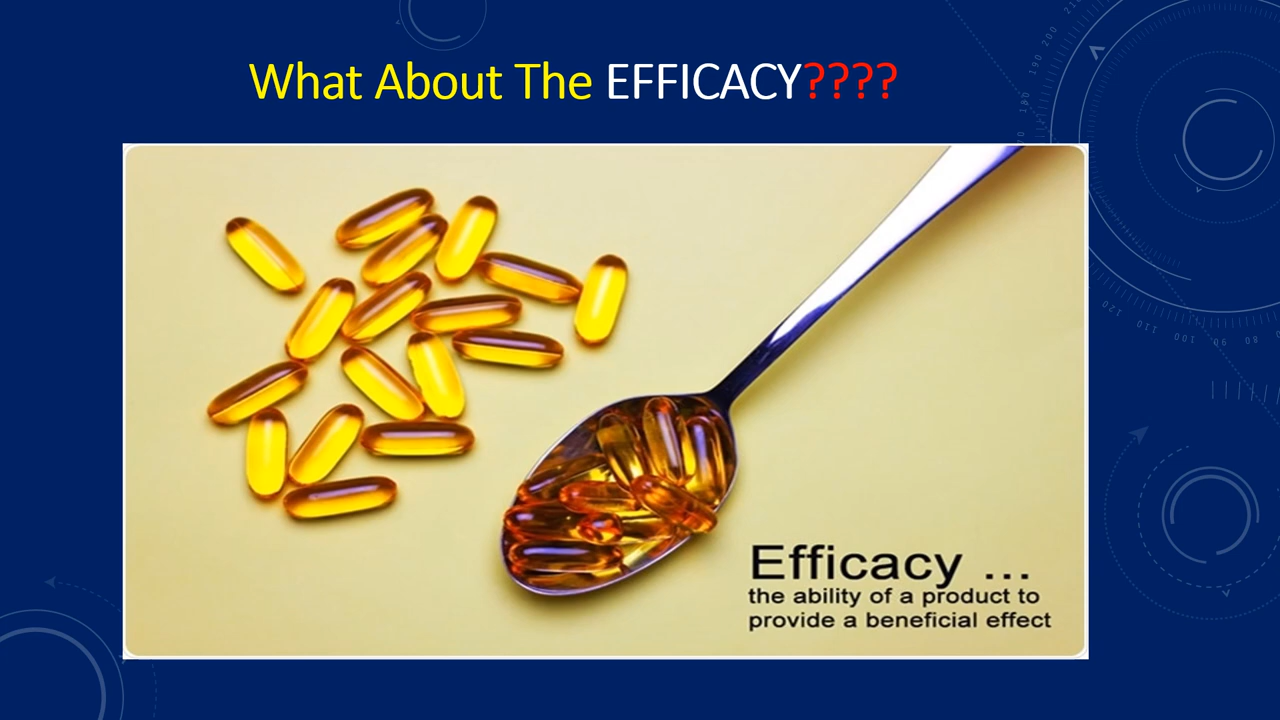 What About The EFFICACY????
Efficacy ...
the ability of a product to
provide a beneficial effect